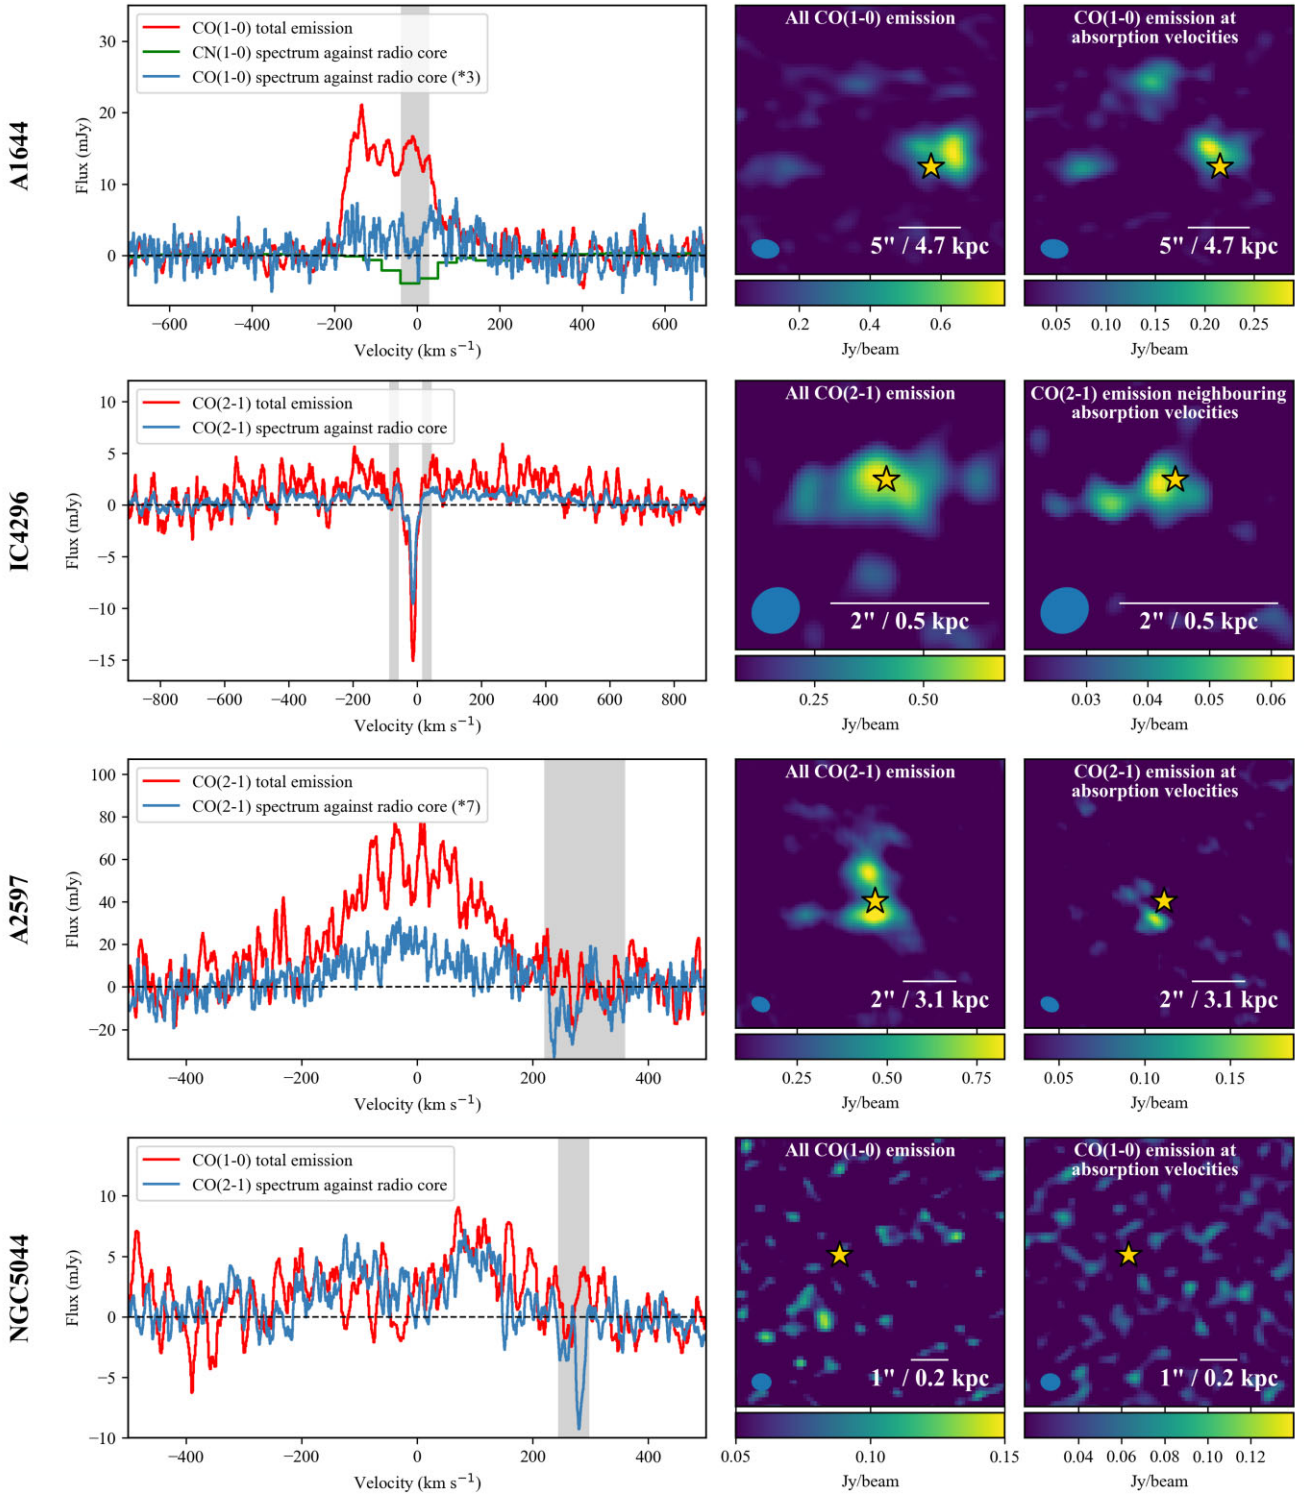 A1644
CO(1-0) total emission
CN(1-0) spectrum against radio core
CO(1-0) spectrum against radio core (*3)
30
20
10
0
Flux (mJy)
−600 −400 −200 0 200 400 600
Velocity (km s⁻¹)
All CO(1-0) emission
5" / 4.7 kpc
0.2 0.4 0.6
Jy/beam
CO(1-0) emission at
absorption velocities
5" / 4.7 kpc
0.05 0.10 0.15 0.20 0.25
Jy/beam
IC4296
CO(2-1) total emission
CO(2-1) spectrum against radio core
10
5
0
−5
−10
−15
Flux (mJy)
−800 −600 −400 −200 0 200 400 600 800
Velocity (km s⁻¹)
All CO(2-1) emission
2" / 0.5 kpc
0.25 0.50
Jy/beam
CO(2-1) emission neighbouring
absorption velocities
2" / 0.5 kpc
0.03 0.04 0.05 0.06
Jy/beam
A2597
CO(2-1) total emission
CO(2-1) spectrum against radio core (*7)
100
80
60
40
20
0
−20
Flux (mJy)
−400 −200 0 200 400
Velocity (km s⁻¹)
All CO(2-1) emission
2" / 3.1 kpc
0.25 0.50 0.75
Jy/beam
CO(2-1) emission at
absorption velocities
2" / 3.1 kpc
0.05 0.10 0.15
Jy/beam
NGC5044
CO(1-0) total emission
CO(2-1) spectrum against radio core
10
5
0
−5
−10
Flux (mJy)
−400 −200 0 200 400
Velocity (km s⁻¹)
All CO(1-0) emission
1" / 0.2 kpc
0.05 0.10 0.15
Jy/beam
CO(1-0) emission at
absorption velocities
1" / 0.2 kpc
0.04 0.06 0.08 0.10 0.12
Jy/beam